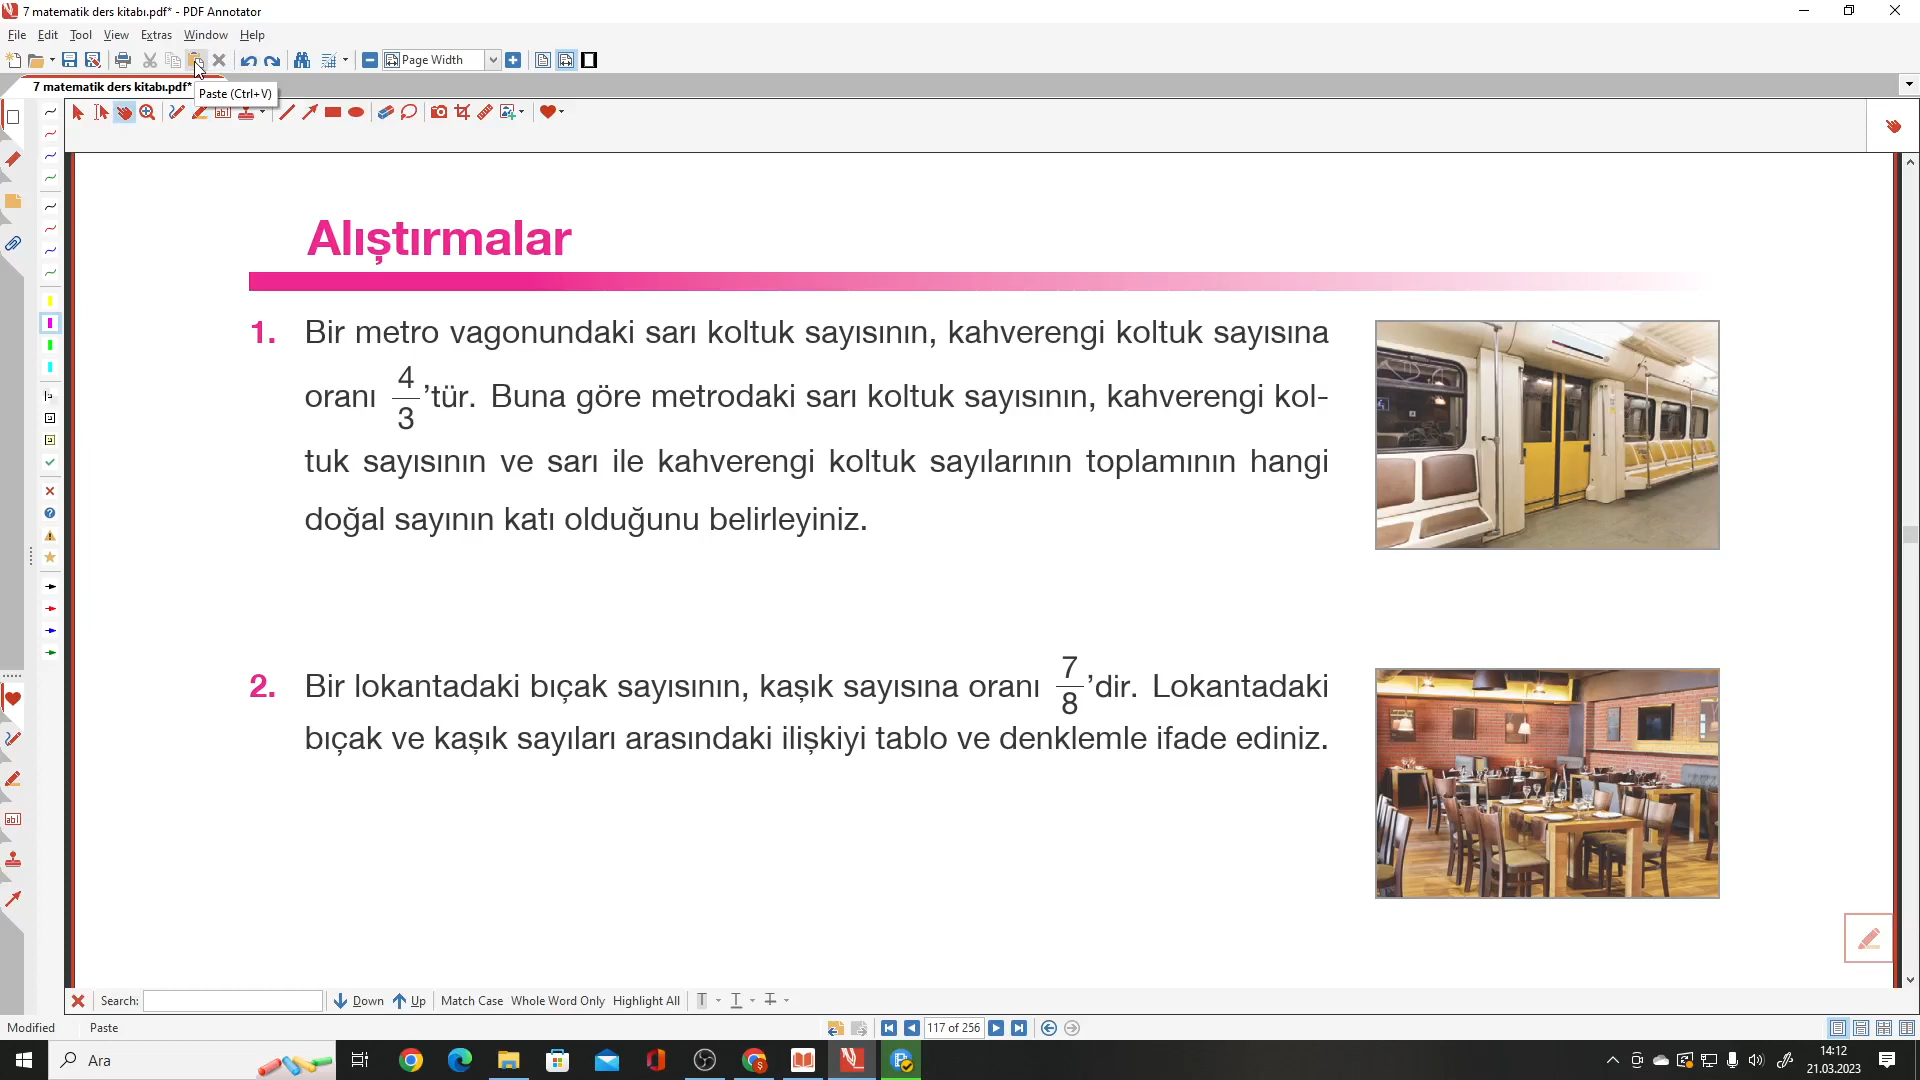 7 matematik ders kitabı.pdf* - PDF Annotator
File Edit Tool View Extras Window Help
Page Width
7 matematik ders kitabı.pdf*
Paste (Ctrl+V)
Alıştırmalar
1. Bir metro vagonundaki sarı koltuk sayısının, kahverengi koltuk sayısına
oranı 4/3'tür. Buna göre metrodaki sarı koltuk sayısının, kahverengi kol-
tuk sayısının ve sarı ile kahverengi koltuk sayılarının toplamının hangi
doğal sayının katı olduğunu belirleyiniz.
2. Bir lokantadaki bıçak sayısının, kaşık sayısına oranı 7/8'dir. Lokantadaki
bıçak ve kaşık sayıları arasındaki ilişkiyi tablo ve denklemle ifade ediniz.
Search: Down Up Match Case Whole Word Only Highlight All
Modified Paste 117 of 256
Ara
14:12
21.03.2023